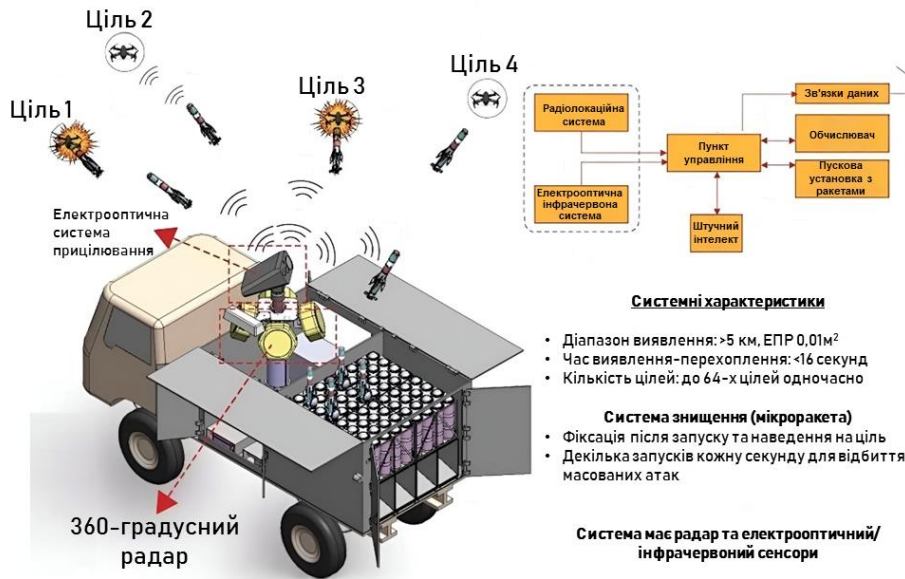 Ціль 2
Ціль 1
Ціль 3
Ціль 4
Електрооптична
система
прицілювання
360-градусний
радар
Радіолокаційна
система
Електрооптична
інфрачервона
система
Пункт
управління
Штучний
інтелект
Зв'язки даних
Обчислювач
Пускова
установка з
ракетами
Системні характеристики
• Діапазон виявлення: >5 км, ЕПР 0,01м²
• Час виявлення-перехоплення: <16 секунд
• Кількість цілей: до 64-х цілей одночасно
Система знищення (мікроракета)
• Фіксація після запуску та наведення на ціль
• Декілька запусків кожну секунду для відбиття
масованих атак
Система має радар та електрооптичний/
інфрачервоний сенсори